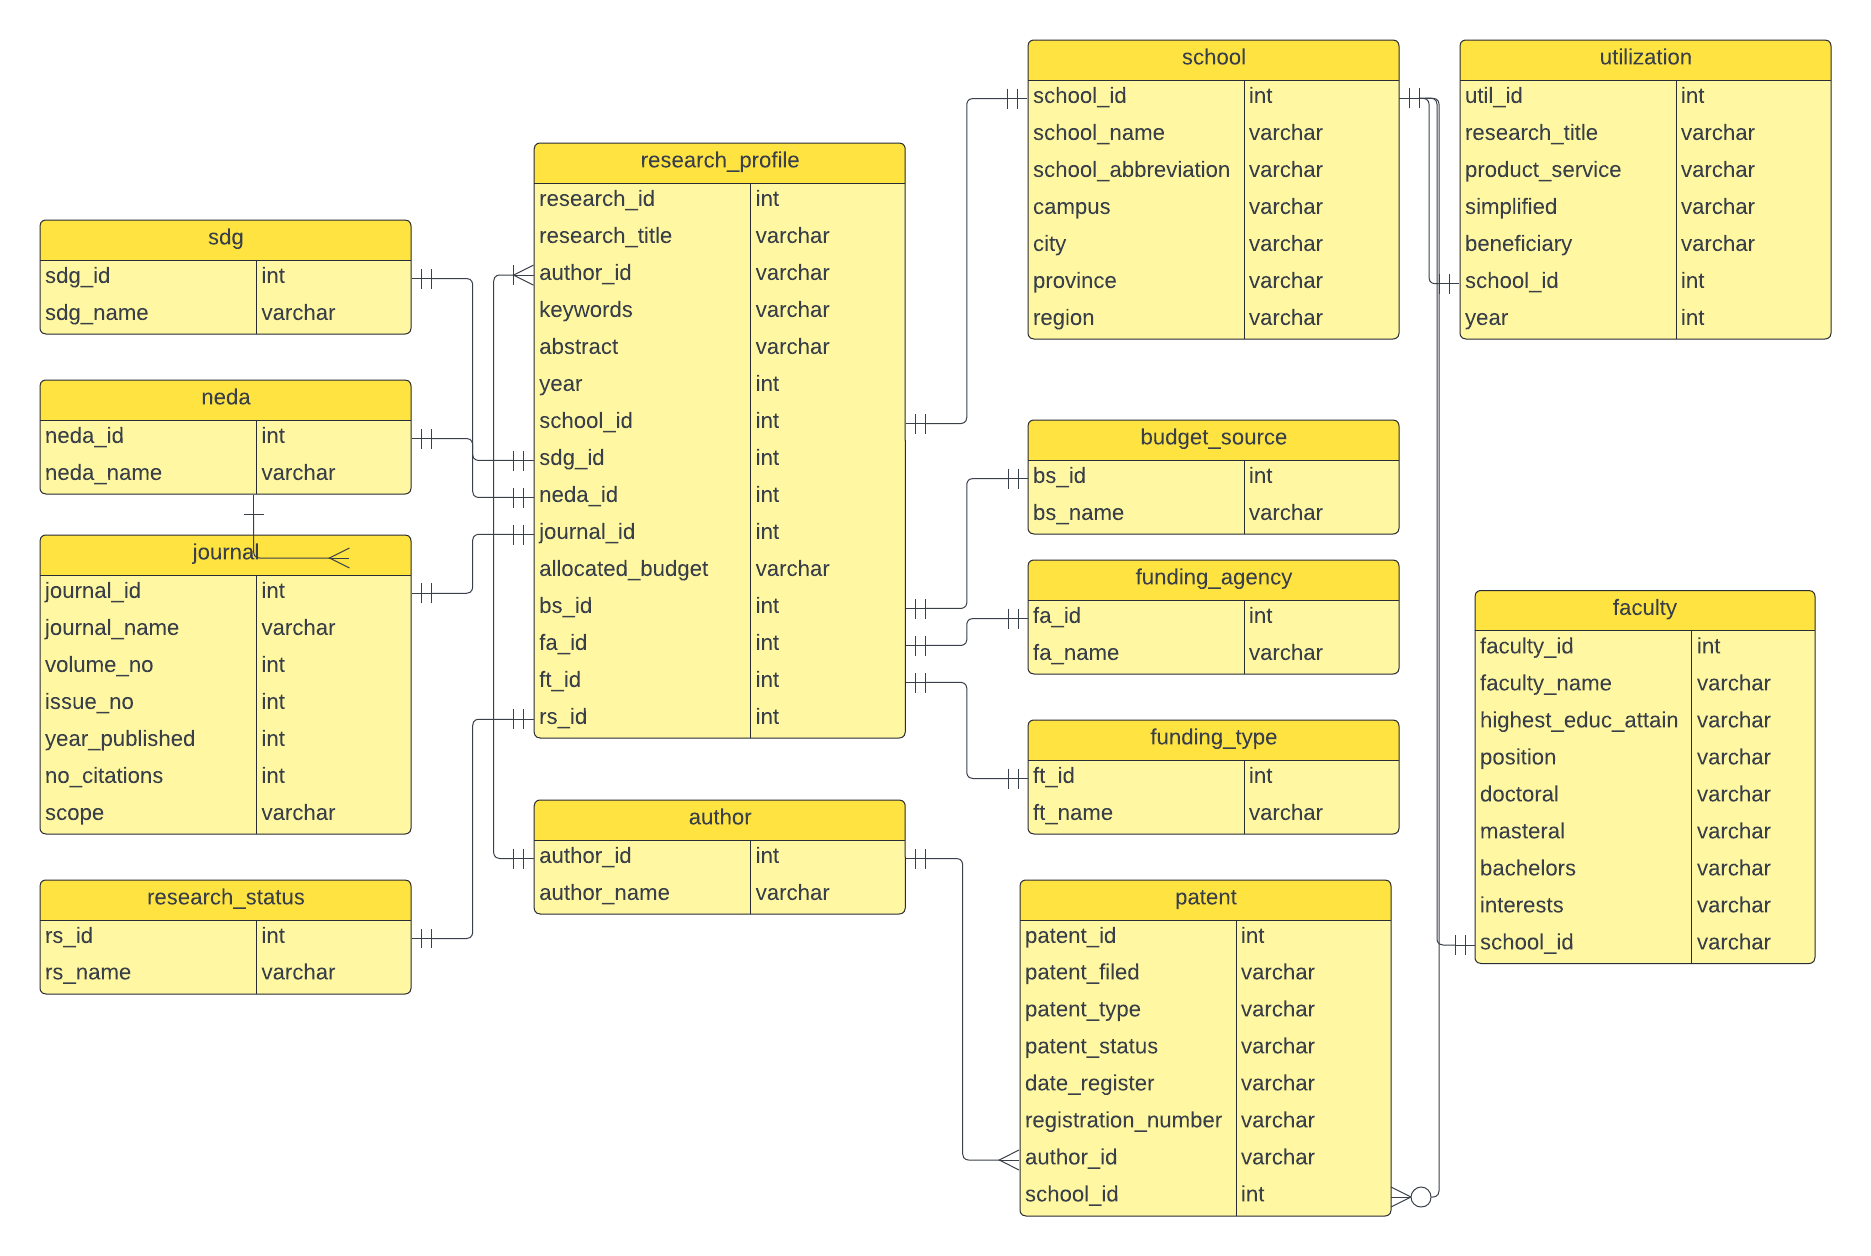 sdg
sdg_id int
sdg_name varchar
neda
neda_id int
neda_name varchar
journal
journal_id int
journal_name varchar
volume_no int
issue_no int
year_published int
no_citations int
scope varchar
research_status
rs_id int
rs_name varchar
research_profile
research_id int
research_title varchar
author_id varchar
keywords varchar
abstract varchar
year int
school_id int
sdg_id int
neda_id int
journal_id int
allocated_budget varchar
bs_id int
fa_id int
ft_id int
rs_id int
author
author_id int
author_name varchar
school
school_id int
school_name varchar
school_abbreviation varchar
campus varchar
city varchar
province varchar
region varchar
budget_source
bs_id int
bs_name varchar
funding_agency
fa_id int
fa_name varchar
funding_type
ft_id int
ft_name varchar
patent
patent_id int
patent_filed varchar
patent_type varchar
patent_status varchar
date_register varchar
registration_number varchar
author_id varchar
school_id int
utilization
util_id int
research_title varchar
product_service varchar
simplified varchar
beneficiary varchar
school_id int
year int
faculty
faculty_id int
faculty_name varchar
highest_educ_attain varchar
position varchar
doctoral varchar
masteral varchar
bachelors varchar
interests varchar
school_id varchar